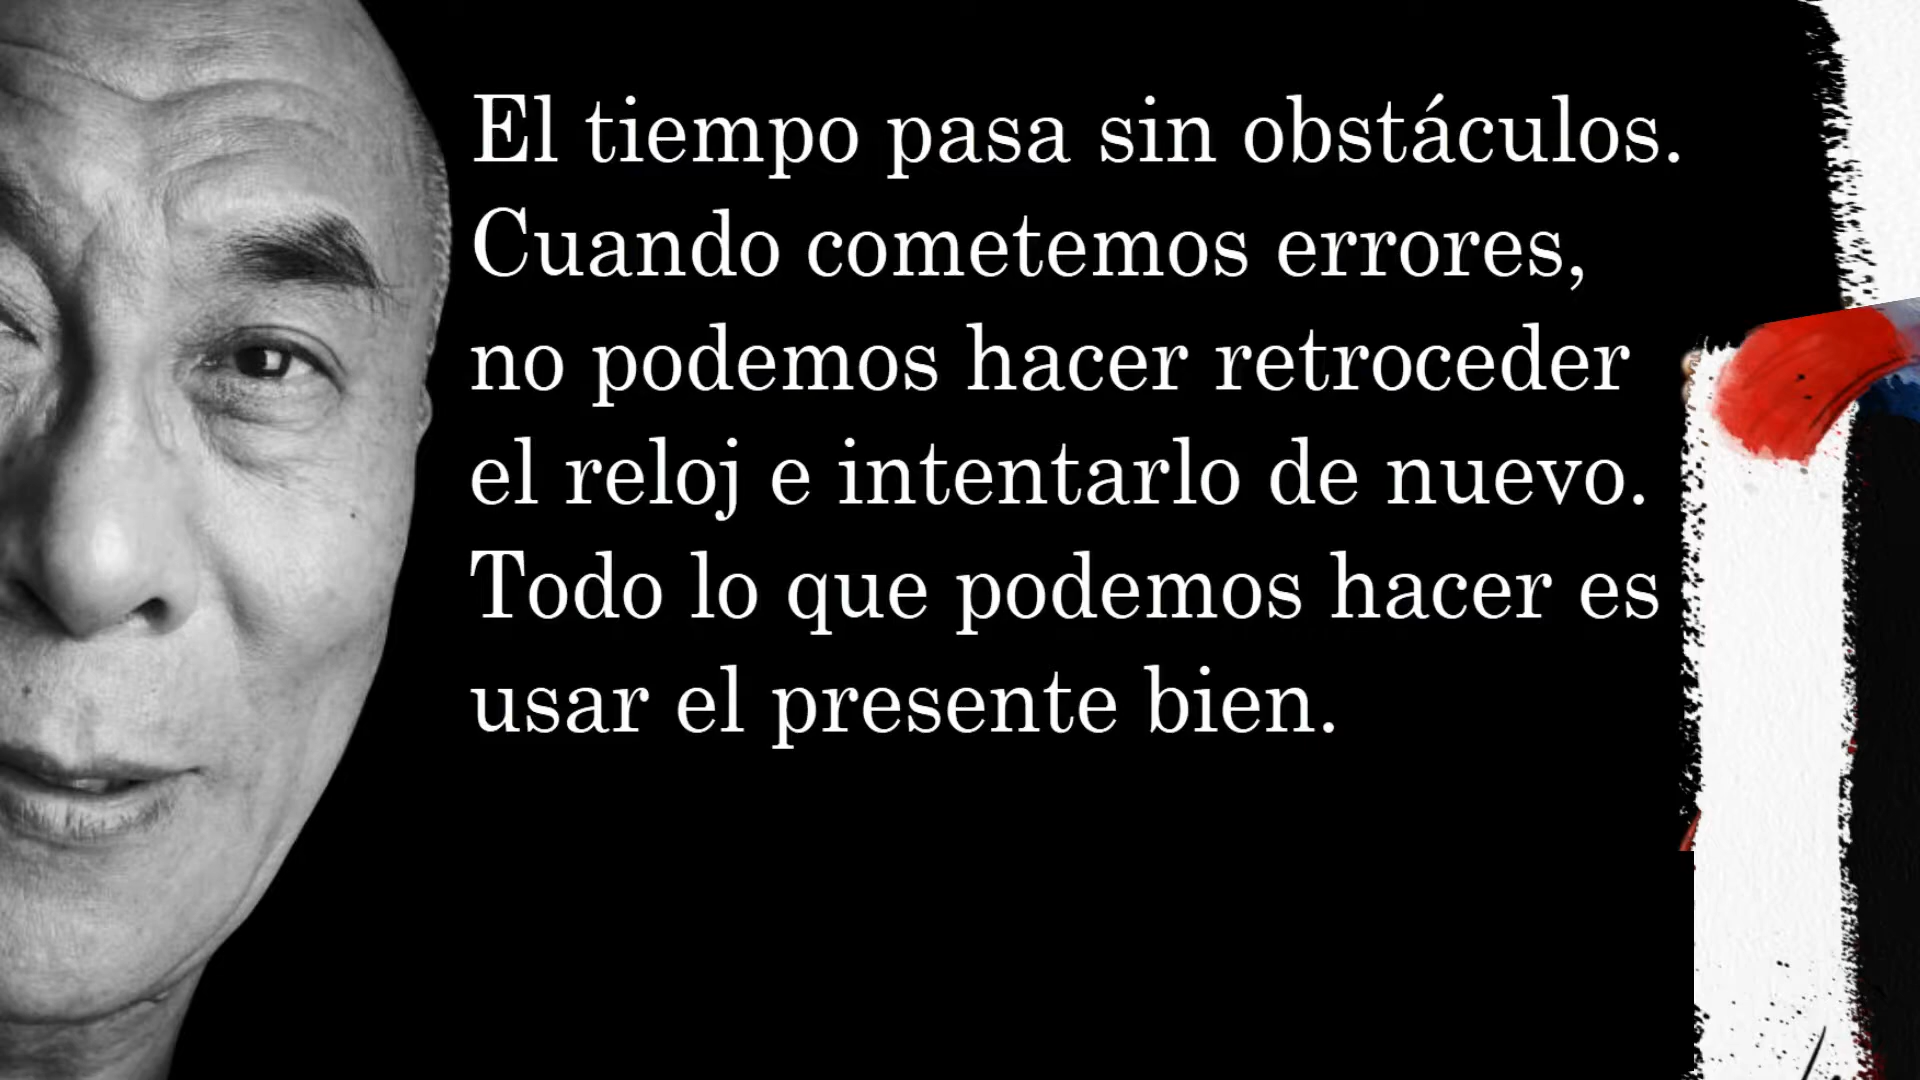 El tiempo pasa sin obstáculos.
Cuando cometemos errores,
no podemos hacer retroceder
el reloj e intentarlo de nuevo.
Todo lo que podemos hacer es
usar el presente bien.